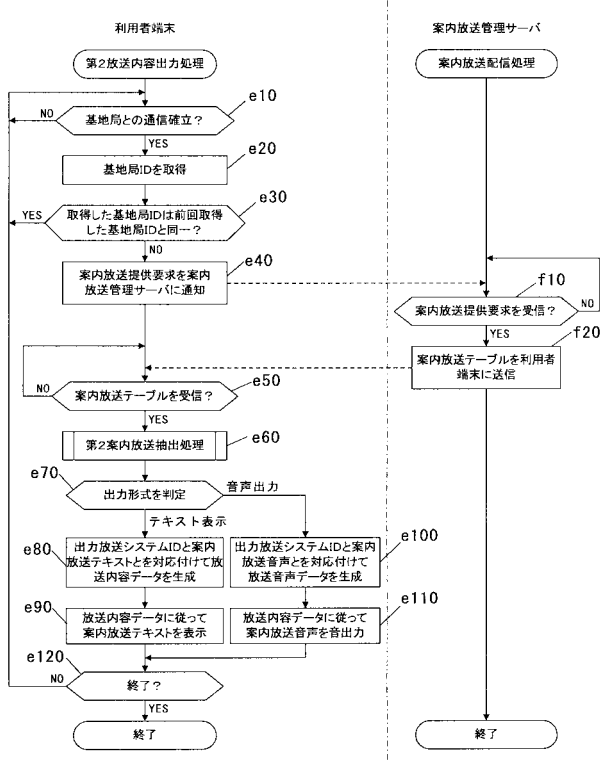 利用者端末
案内放送管理サーバ
第2放送内容出力処理
案内放送配信処理
e10
NO
基地局との通信確立？
YES
e20
基地局IDを取得
e30
YES
取得した基地局IDは前回取得
した基地局IDと同一？
NO
e40
案内放送提供要求を案内
放送管理サーバに通知
f10
案内放送提供要求を受信？
NO
YES
f20
案内放送テーブルを利用者
端末に送信
e50
NO
案内放送テーブルを受信？
YES
e60
第2案内放送抽出処理
e70
出力形式を判定
音声出力
テキスト表示
e80
出力放送システムIDと案内
放送テキストとを対応付けて放
送内容データを生成
e100
出力放送システムIDと案内
放送音声とを対応付けて
放送音声データを生成
e90
放送内容データに従って
案内放送テキストを表示
e110
放送内容データに従って
案内放送音声を音出力
e120
NO
終了？
YES
終了
終了